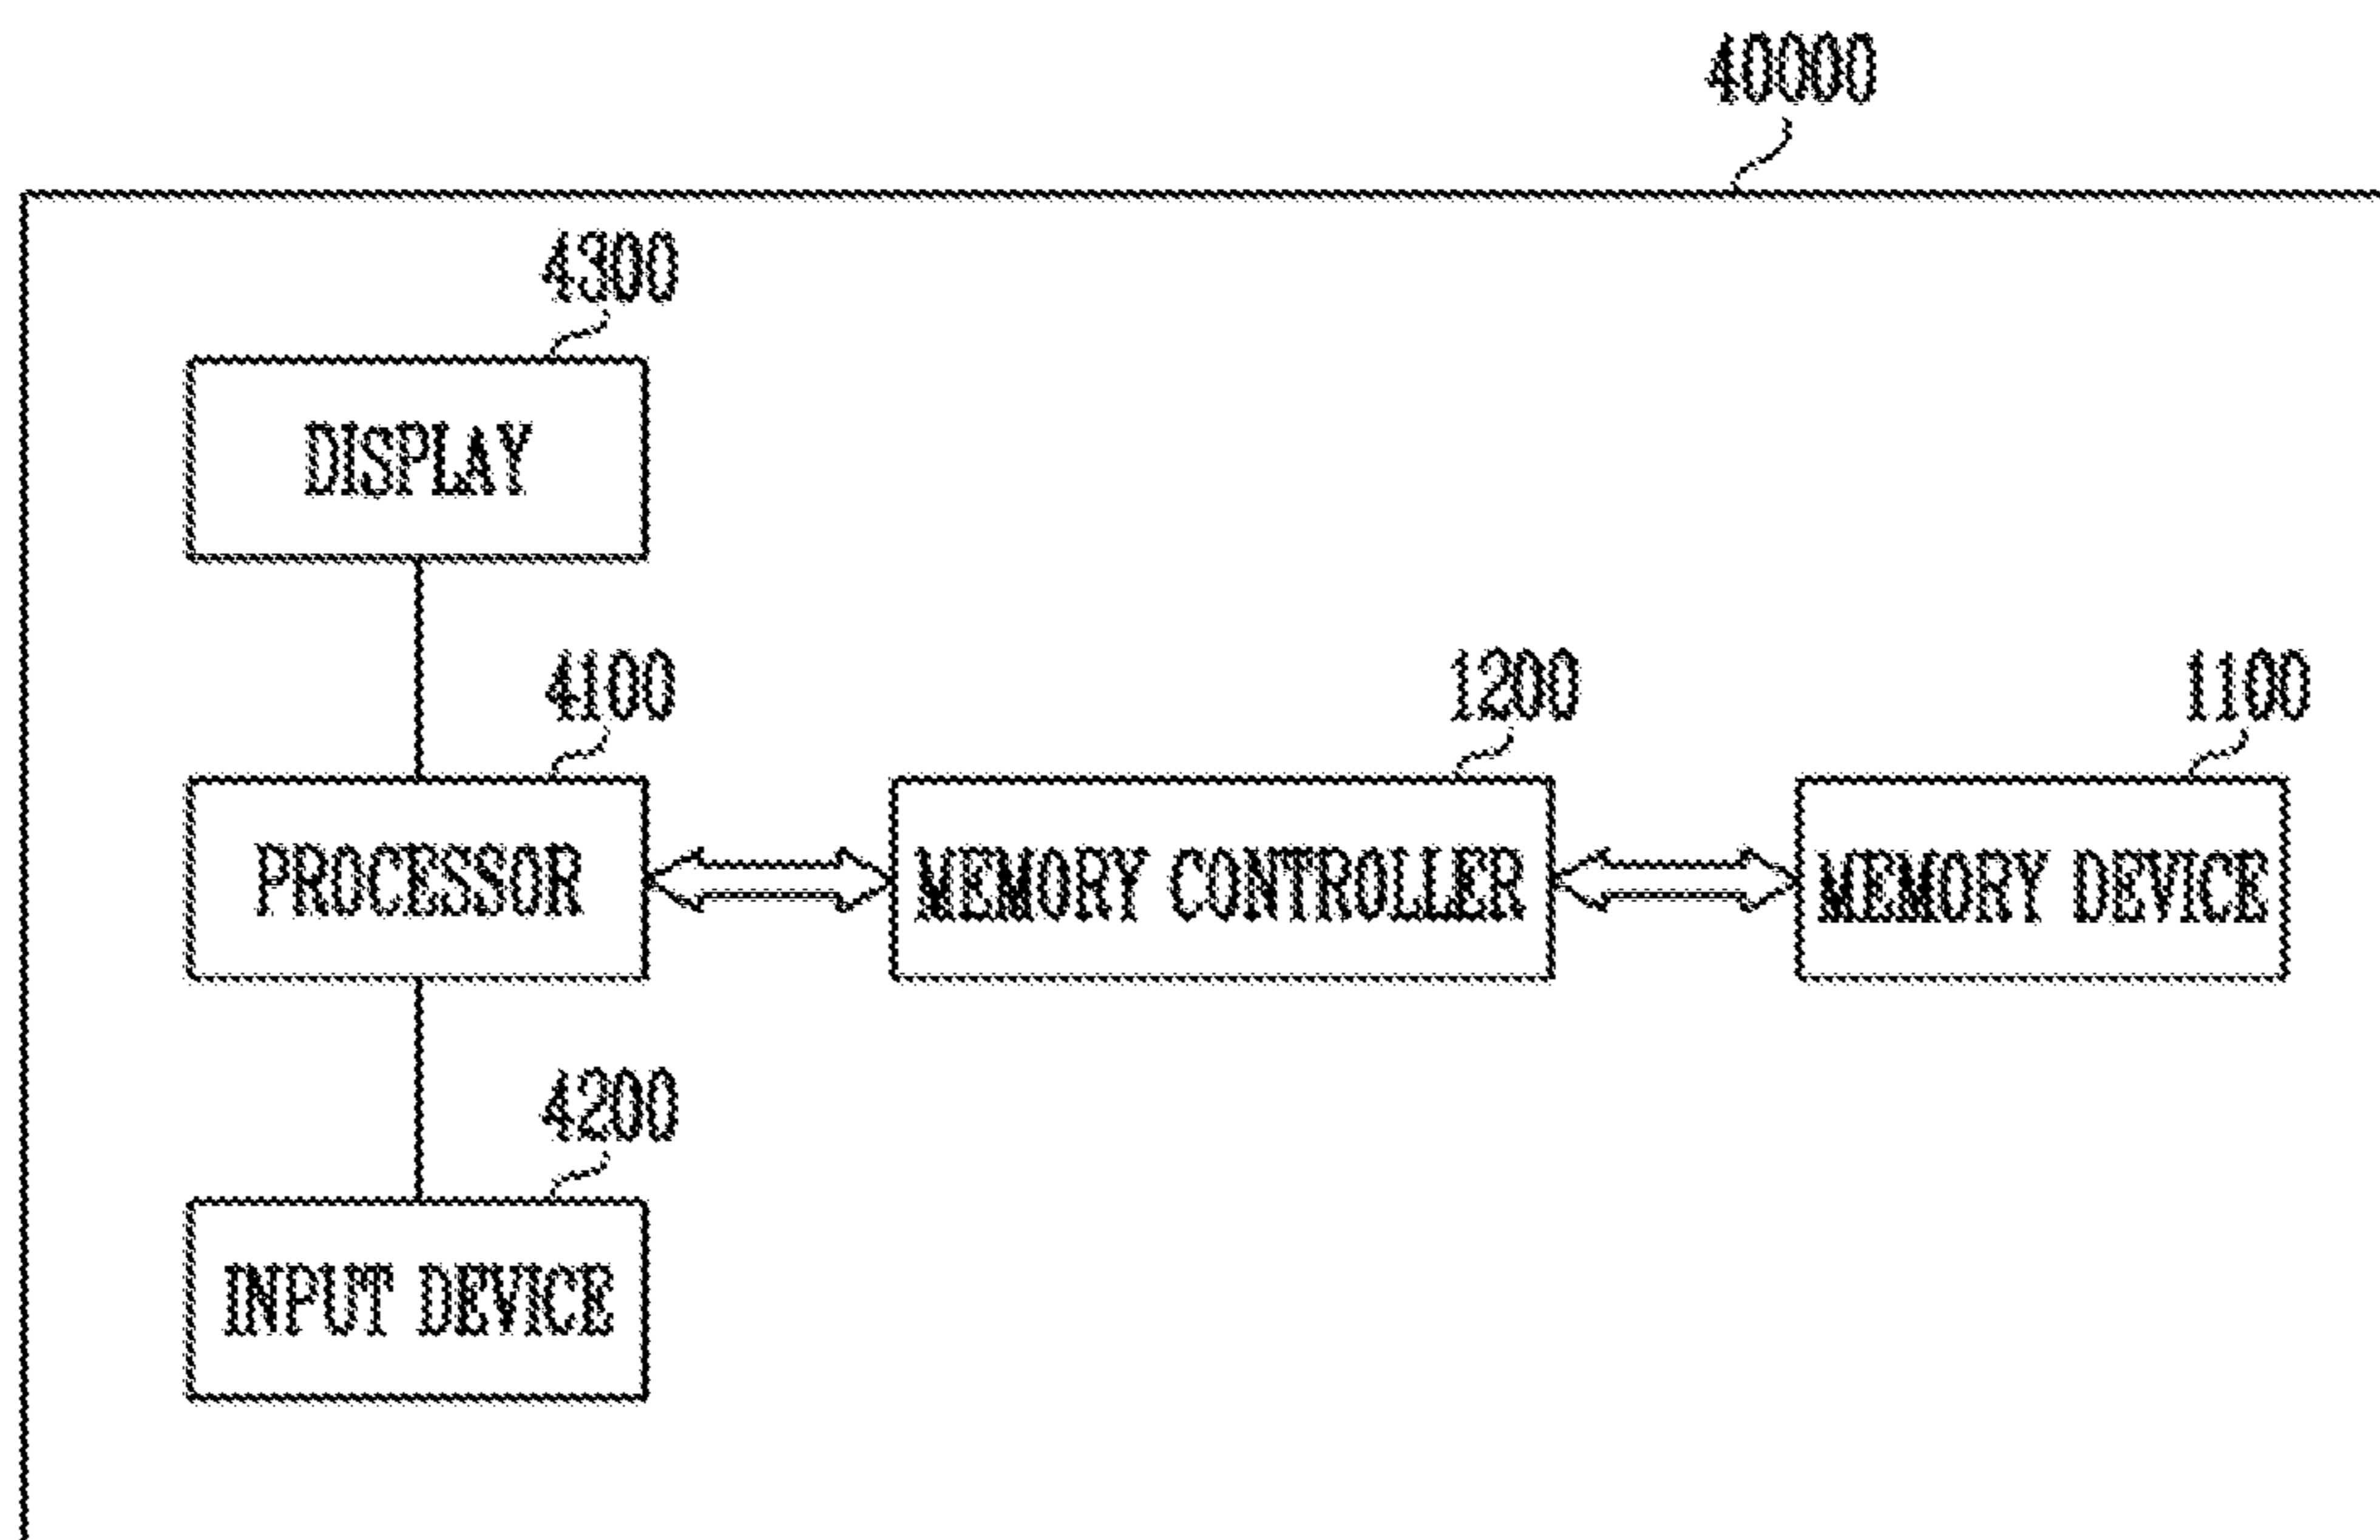 40000
4300
DISPLAY
4100
1200
1100
PROCESSOR
MEMORY CONTROLLER
MEMORY DEVICE
4200
INPUT DEVICE